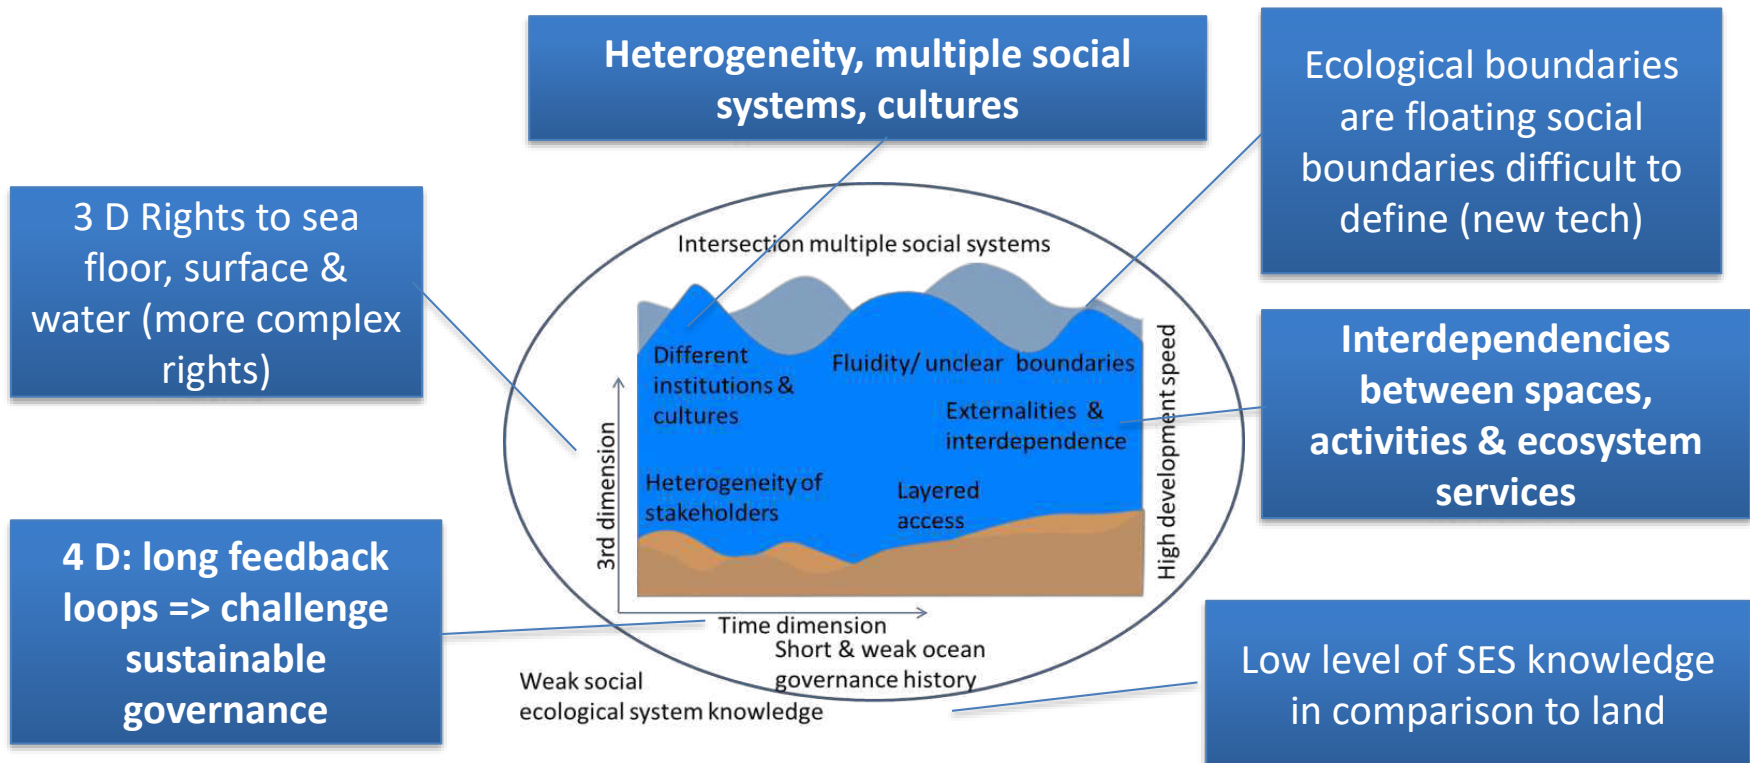 Heterogeneity, multiple social
systems, cultures
Ecological boundaries
are floating social
boundaries difficult to
define (new tech)
3 D Rights to sea
floor, surface &
water (more complex
rights)
Intersection multiple social systems
Different
institutions &
cultures
Fluidity/ unclear boundaries
Externalities &
interdependence
Heterogeneity of
stakeholders
Layered
access
3rd dimension
High development speed
Interdependencies
between spaces,
activities & ecosystem
services
4 D: long feedback
loops => challenge
sustainable
governance
Time dimension
Short & weak ocean
governance history
Weak social
ecological system knowledge
Low level of SES knowledge
in comparison to land